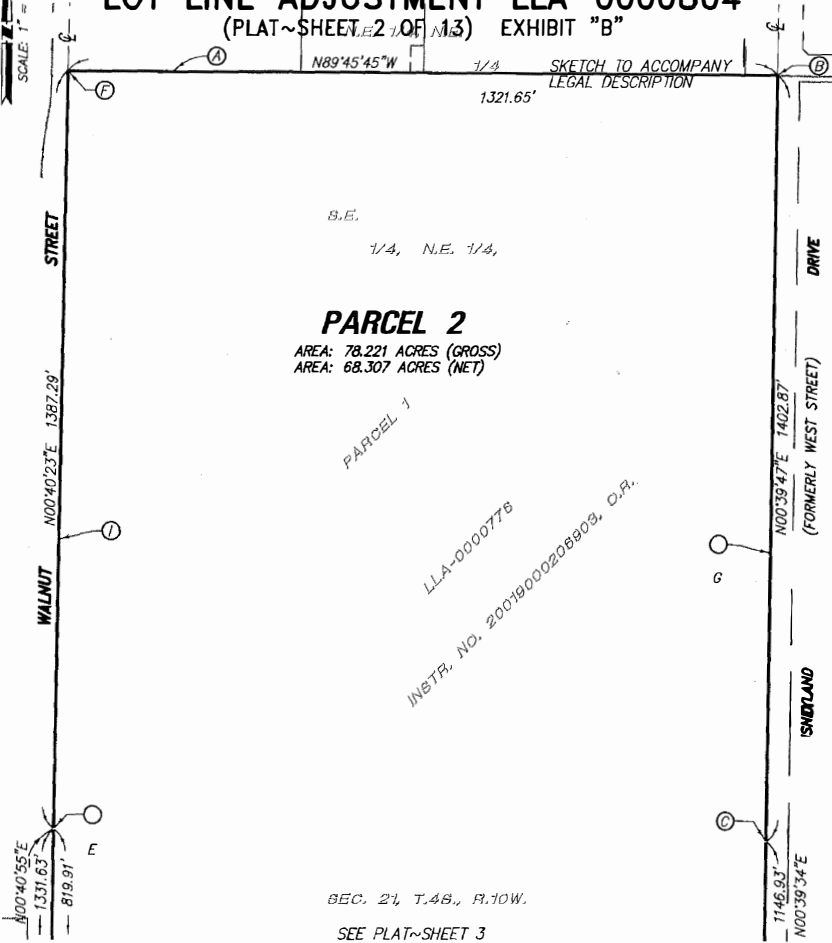 LOT LINE ADJUSTMENT LLA 0000804
(PLAT~SHEET 2 OF 13) EXHIBIT "B"
N.E. 1/4, N.E.
1/4
SCALE: 1" =
N89°45'45"W
1321.65'
SKETCH TO ACCOMPANY
LEGAL DESCRIPTION
A
B
F
S.E.
1/4, N.E. 1/4,
STREET
DRIVE
PARCEL 2
AREA: 78.221 ACRES (GROSS)
AREA: 68.307 ACRES (NET)
PARCEL 1
N00°40'23"E 1387.29'
N00°39'47"E 1402.87'
(FORMERLY WEST STREET)
LLA-0000776
INSTR. NO. 20019000206903, O.R.
I
G
WALNUT
E
C
N00°40'55"E
1331.63'
819.91'
1146.93'
N00°39'34"E
SEC. 21, T.4S., R.10W.
SEE PLAT~SHEET 3